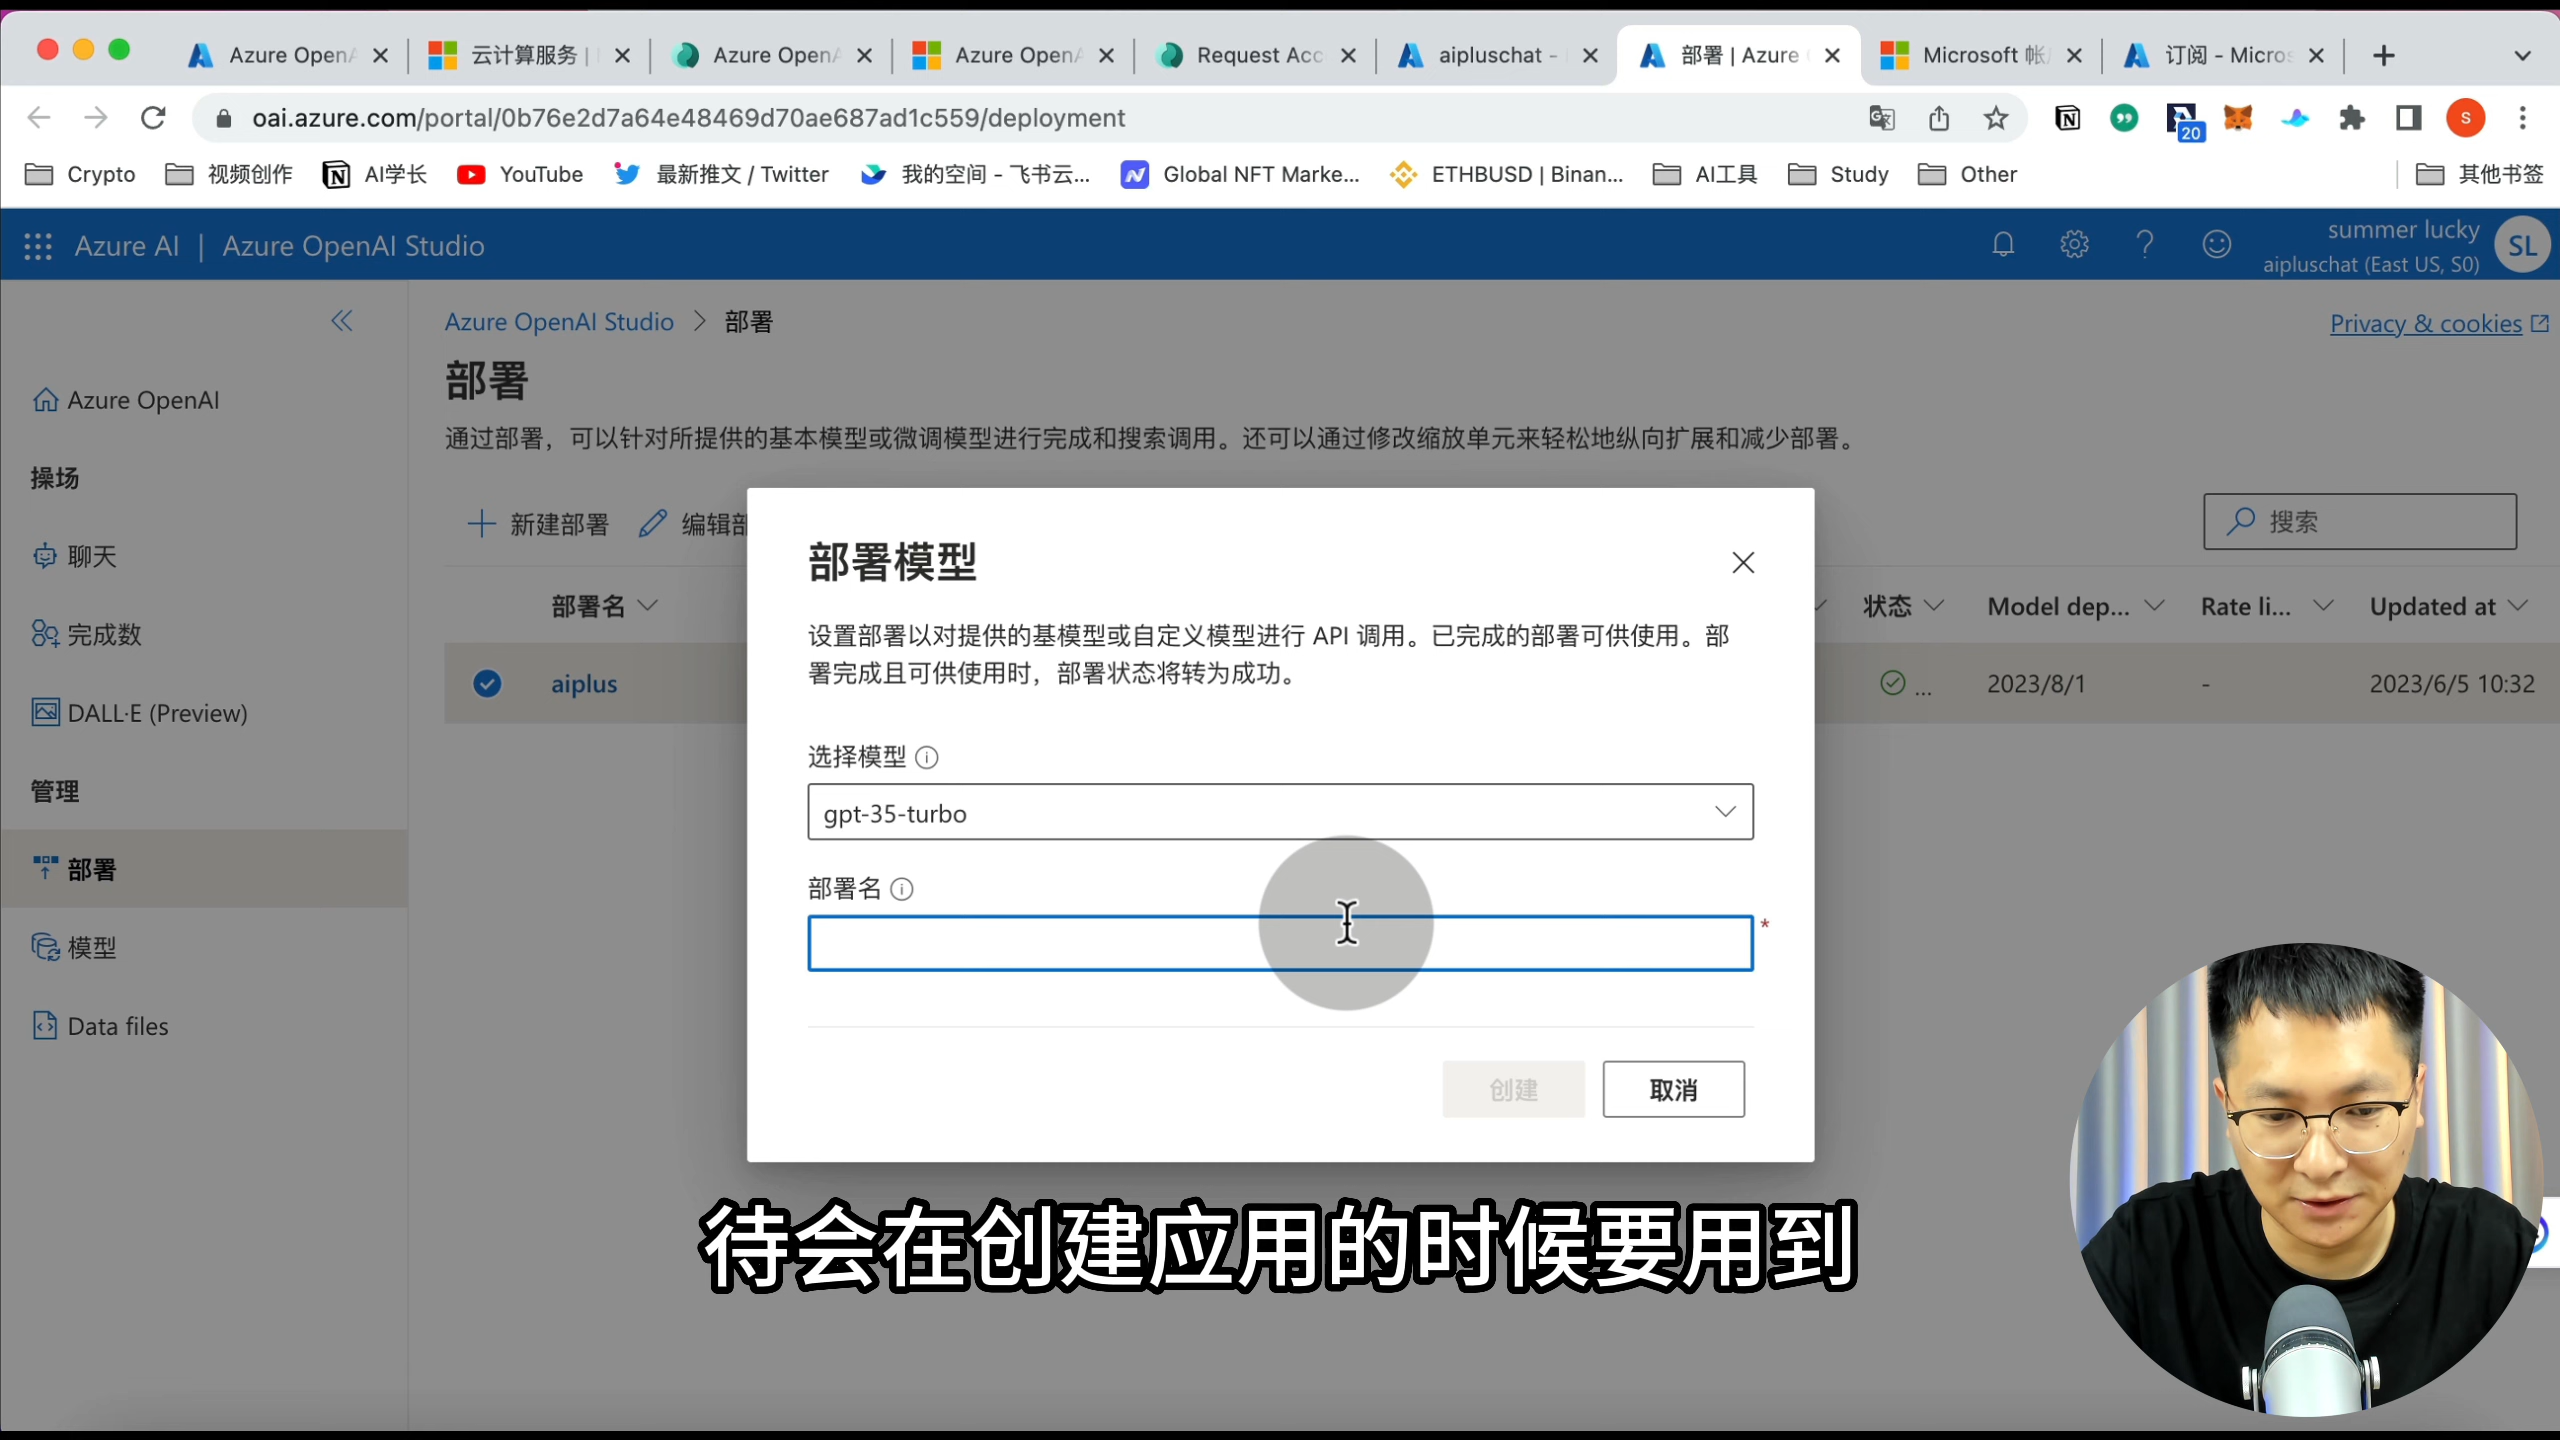 Azure OpenA
云计算服务 |
Azure OpenA
Azure OpenA
Request Acc
aipluschat -
部署 | Azure
Microsoft 帐
订阅 - Micros
oai.azure.com/portal/0b76e2d7a64e48469d70ae687ad1c559/deployment
20
S
Crypto
视频创作
AI学长
YouTube
最新推文 / Twitter
我的空间 - 飞书云...
Global NFT Marke...
ETHBUSD | Binan...
AI工具
Study
Other
其他书签
Azure AI | Azure OpenAI Studio
summer lucky
aipluschat (East US, S0)
SL
Azure OpenAI Studio > 部署
Privacy & cookies
部署
通过部署，可以针对所提供的基本模型或微调模型进行完成和搜索调用。还可以通过修改缩放单元来轻松地纵向扩展和减少部署。
Azure OpenAI
操场
聊天
完成数
DALL·E (Preview)
管理
部署
模型
Data files
新建部署
编辑部
搜索
部署名
状态
Model dep...
Rate li...
Updated at
aiplus
...
2023/8/1
-
2023/6/5 10:32
部署模型
设置部署以对提供的基模型或自定义模型进行 API 调用。已完成的部署可供使用。部
署完成且可供使用时，部署状态将转为成功。
选择模型
gpt-35-turbo
部署名
*
创建
取消
待会在创建应用的时候要用到